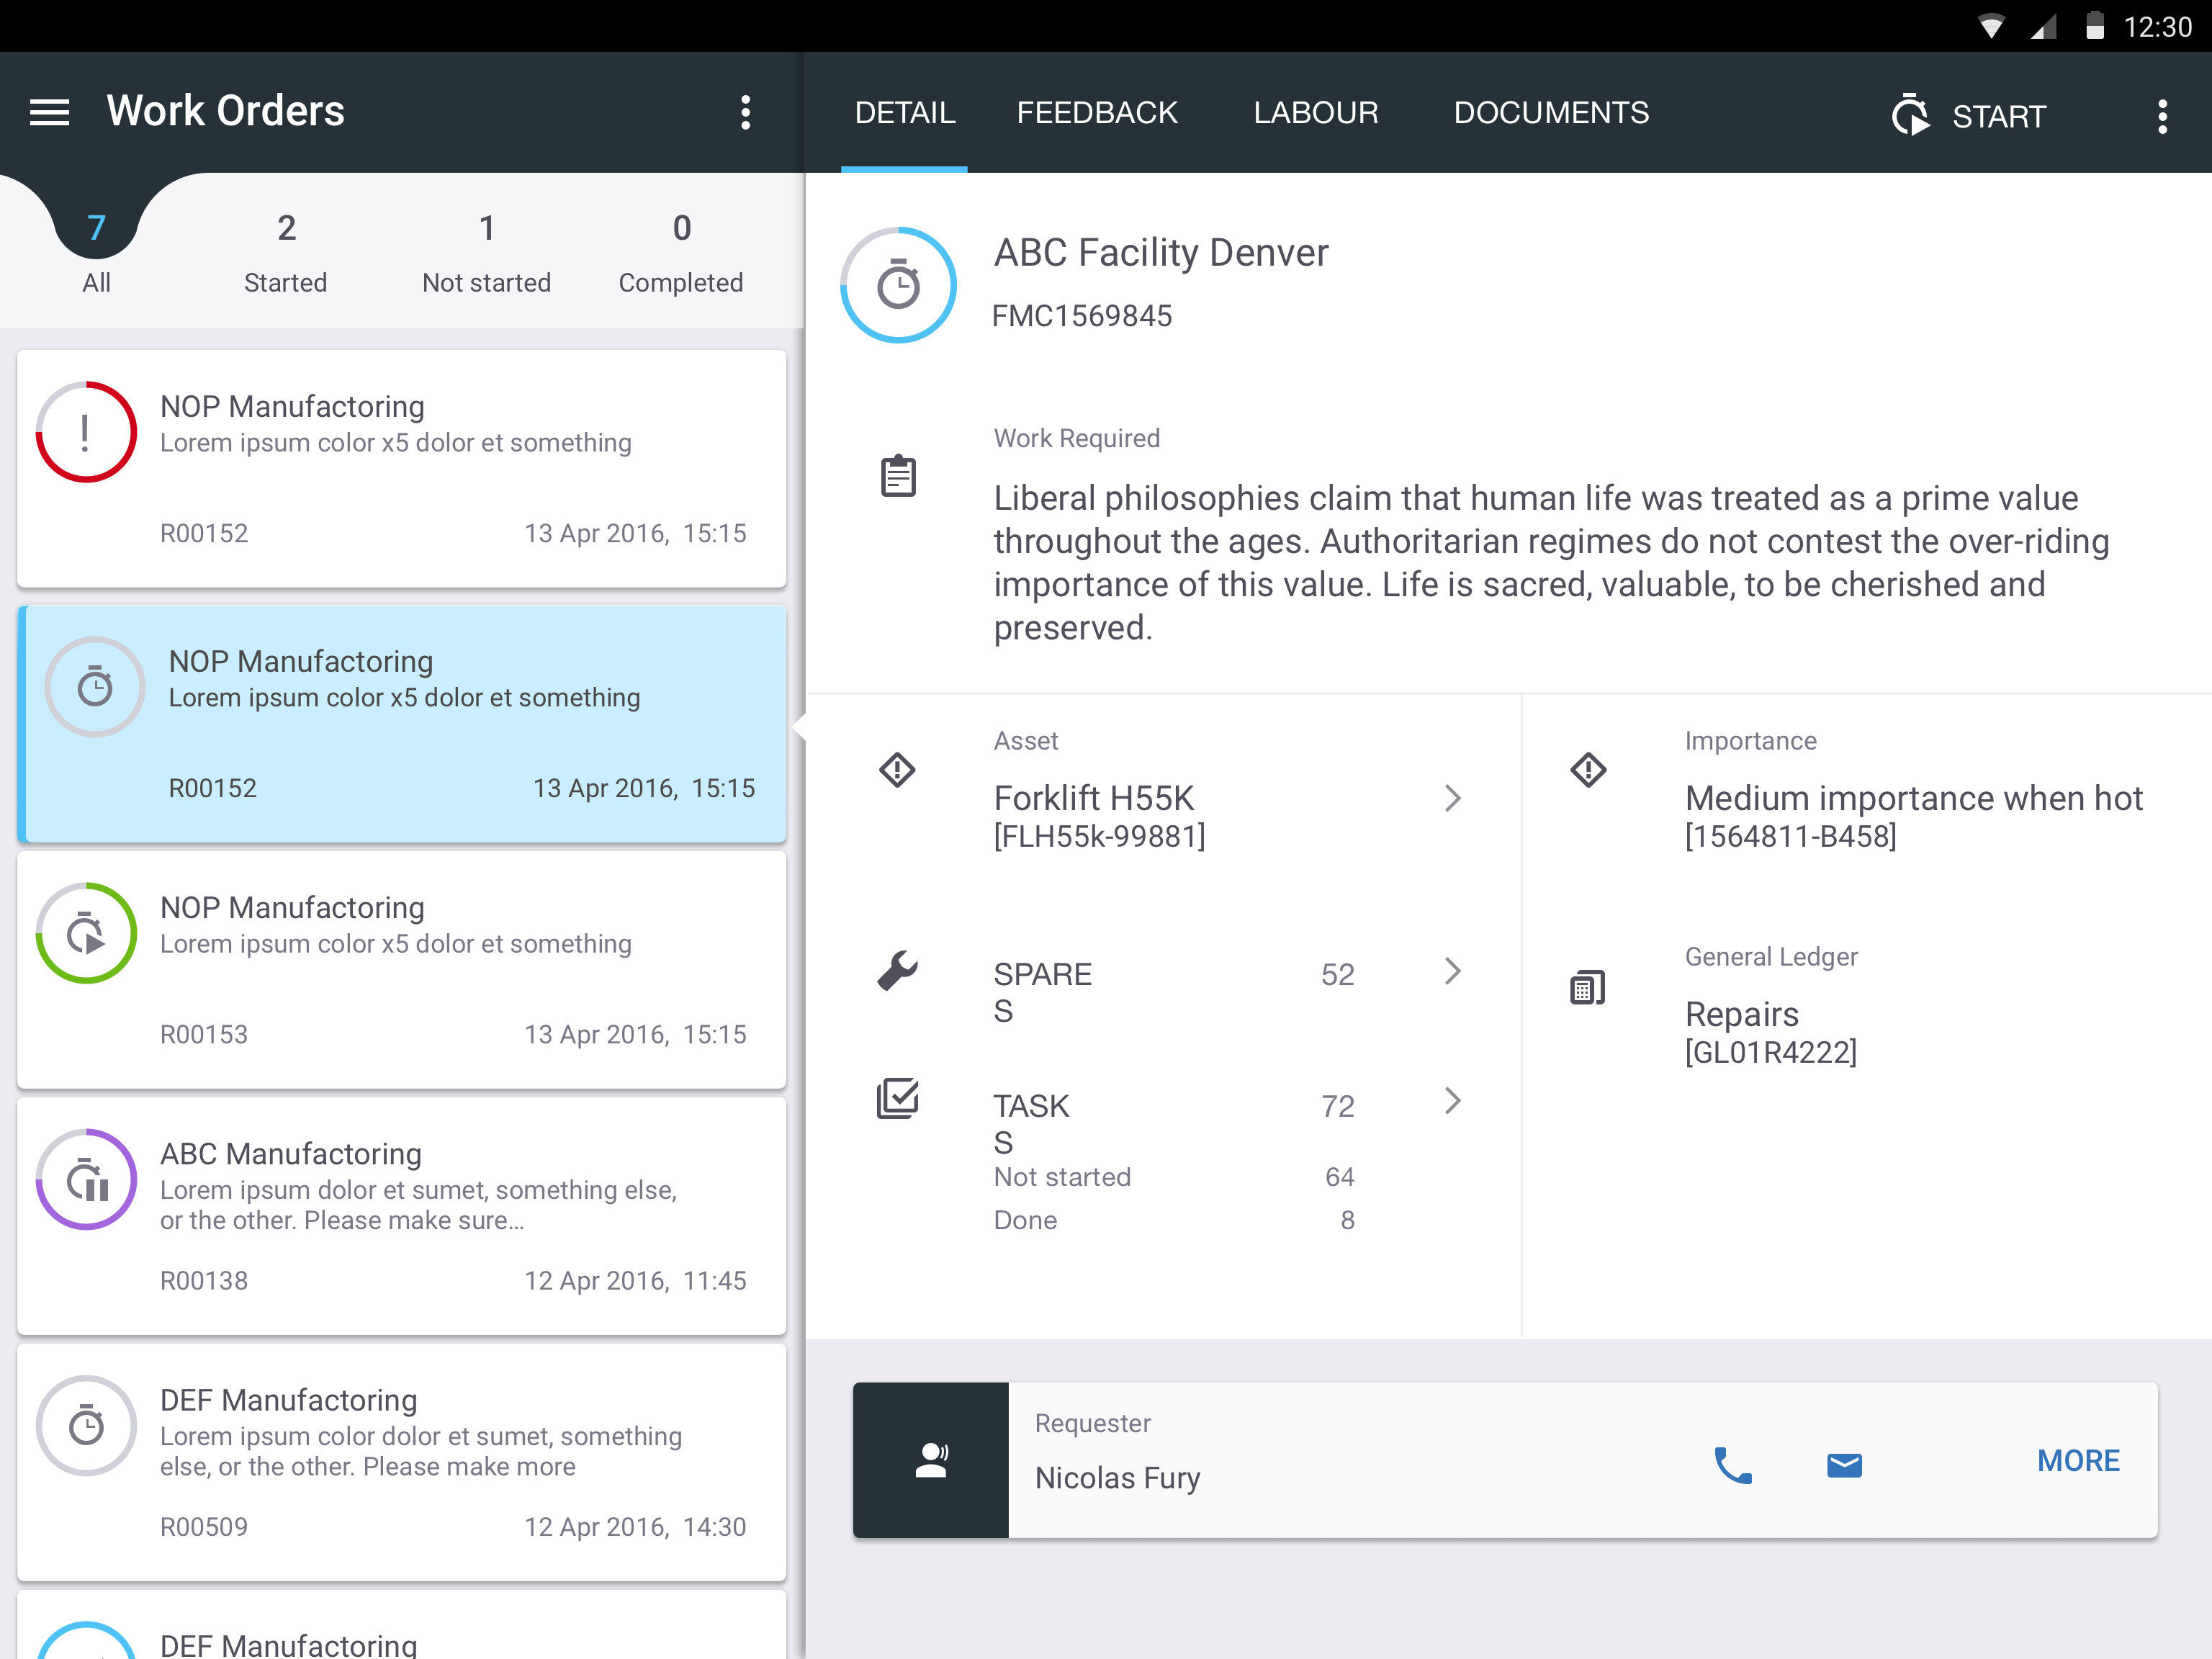 12:30
Work Orders
7
All
2
Started
1
Not started
0
Completed
NOP Manufactoring
Lorem ipsum color x5 dolor et something
R00152
13 Apr 2016, 15:15
NOP Manufactoring
Lorem ipsum color x5 dolor et something
R00152
13 Apr 2016, 15:15
NOP Manufactoring
Lorem ipsum color x5 dolor et something
R00153
13 Apr 2016, 15:15
ABC Manufactoring
Lorem ipsum dolor et sumet, something else,
or the other. Please make sure...
R00138
12 Apr 2016, 11:45
DEF Manufactoring
Lorem ipsum color dolor et sumet, something
else, or the other. Please make more
R00509
12 Apr 2016, 14:30
DEF Manufactoring
DETAIL
FEEDBACK
LABOUR
DOCUMENTS
START
ABC Facility Denver
FMC1569845
Work Required
Liberal philosophies claim that human life was treated as a prime value
throughout the ages. Authoritarian regimes do not contest the over-riding
importance of this value. Life is sacred, valuable, to be cherished and
preserved.
Asset
Forklift H55K
[FLH55k-99881]
SPARE
S
52
TASK
S
72
Not started
64
Done
8
Importance
Medium importance when hot
[1564811-B458]
General Ledger
Repairs
[GL01R4222]
Requester
Nicolas Fury
MORE